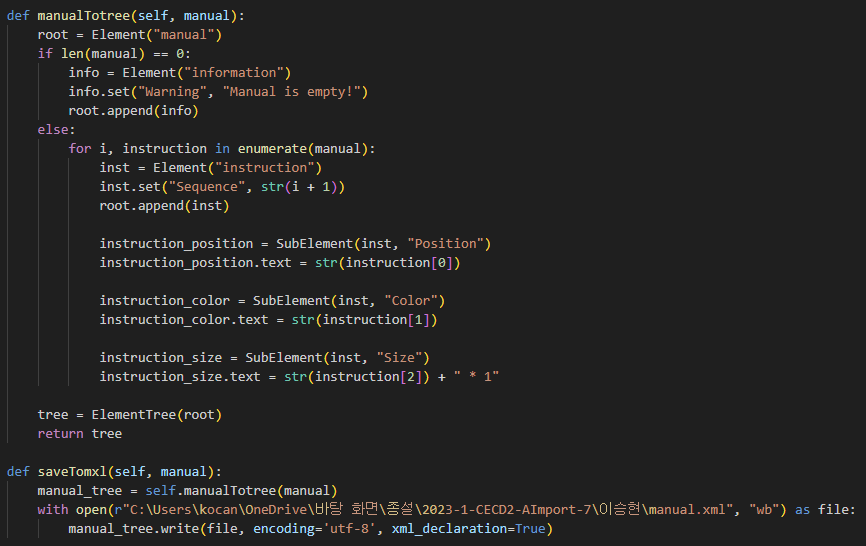 def manualTotree(self, manual):
    root = Element("manual")
    if len(manual) == 0:
        info = Element("information")
        info.set("Warning", "Manual is empty!")
        root.append(info)
    else:
        for i, instruction in enumerate(manual):
            inst = Element("instruction")
            inst.set("Sequence", str(i + 1))
            root.append(inst)

            instruction_position = SubElement(inst, "Position")
            instruction_position.text = str(instruction[0])

            instruction_color = SubElement(inst, "Color")
            instruction_color.text = str(instruction[1])

            instruction_size = SubElement(inst, "Size")
            instruction_size.text = str(instruction[2]) + " * 1"

    tree = ElementTree(root)
    return tree

def saveTomxl(self, manual):
    manual_tree = self.manualTotree(manual)
    with open(r"C:\Users\kocan\OneDrive\바탕 화면\종설\2023-1-CECD2-AImport-7\이승현\manual.xml", "wb") as file:
        manual_tree.write(file, encoding='utf-8', xml_declaration=True)